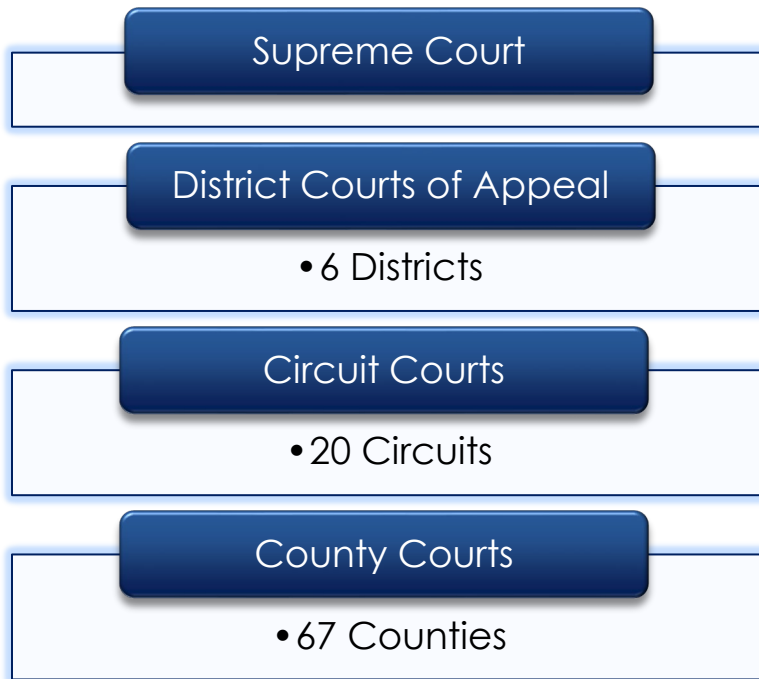 Supreme Court
District Courts of Appeal
•6 Districts
Circuit Courts
•20 Circuits
County Courts
•67 Counties